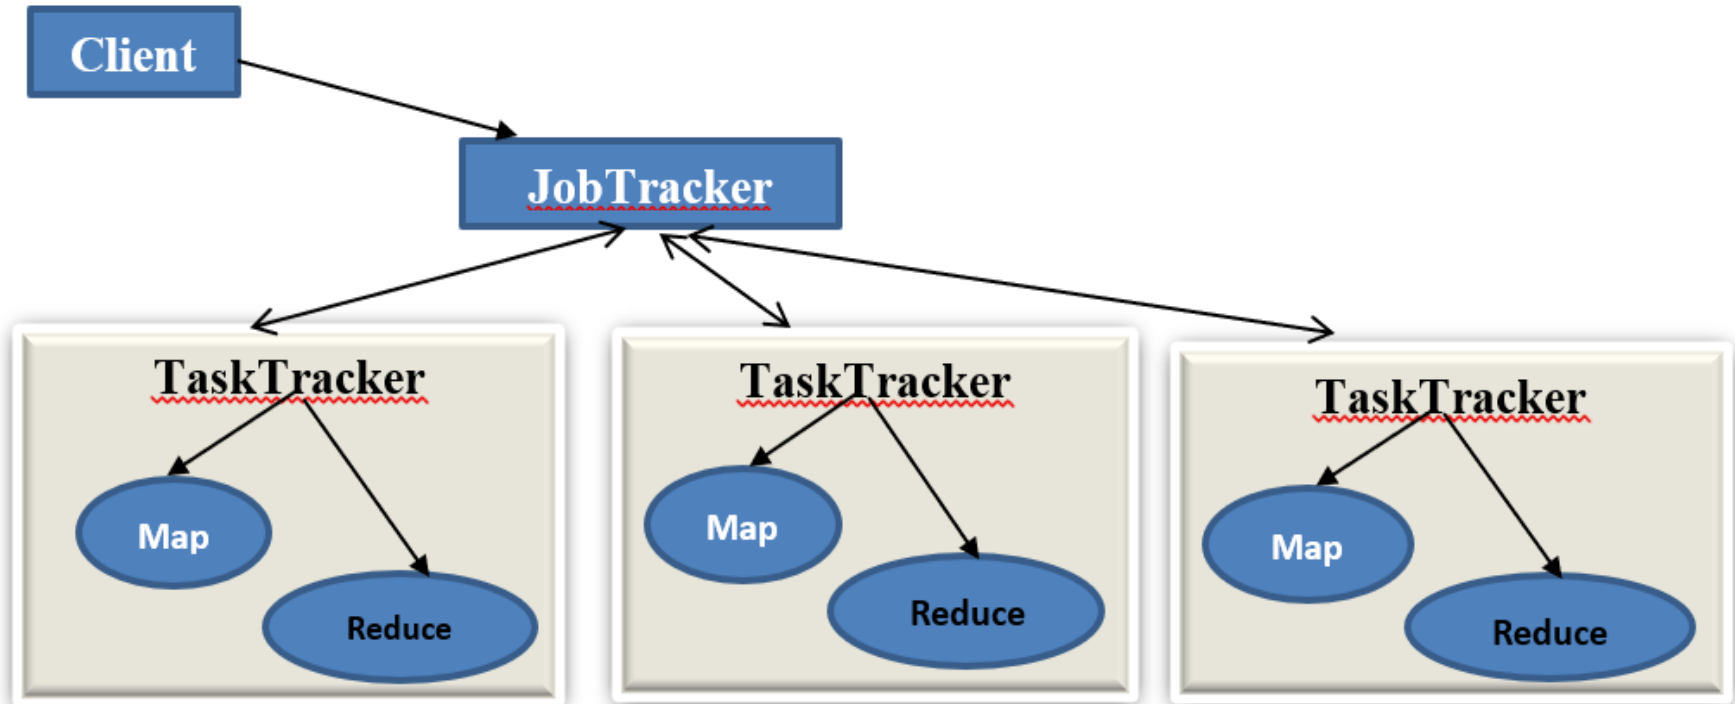 Client
JobTracker
TaskTracker
Map
Reduce
TaskTracker
Map
Reduce
TaskTracker
Map
Reduce